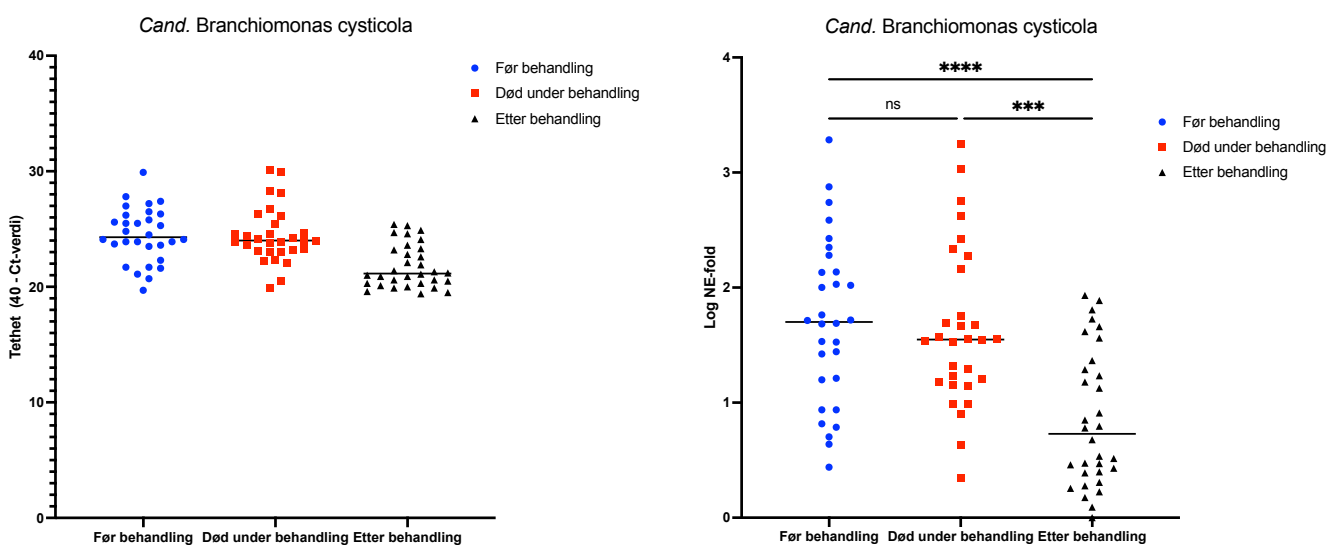 Cand. Branchiomonas cysticola
40
30
20
10
0
Tethet (40 - Ct-verdi)
Før behandling
Død under behandling
Etter behandling
Før behandling Død under behandling Etter behandling
Cand. Branchiomonas cysticola
4
3
2
1
0
Log NE-fold
****
ns
***
Før behandling
Død under behandling
Etter behandling
Før behandling Død under behandling Etter behandling